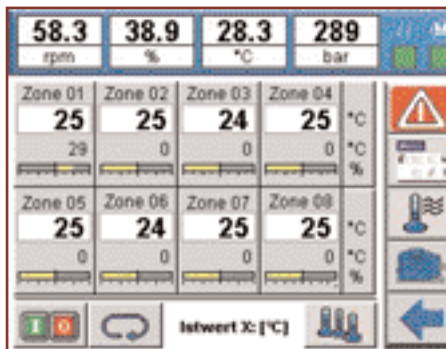 58.3 38.9 28.3 289
rpm % °C bar
Zone 01 Zone 02 Zone 03 Zone 04
25 25 24 25 °C
29 0 0 0 °C
%
Zone 05 Zone 06 Zone 07 Zone 08
25 24 25 25 °C
0 0 0 0 °C
%
I O Istwert X: [°C]